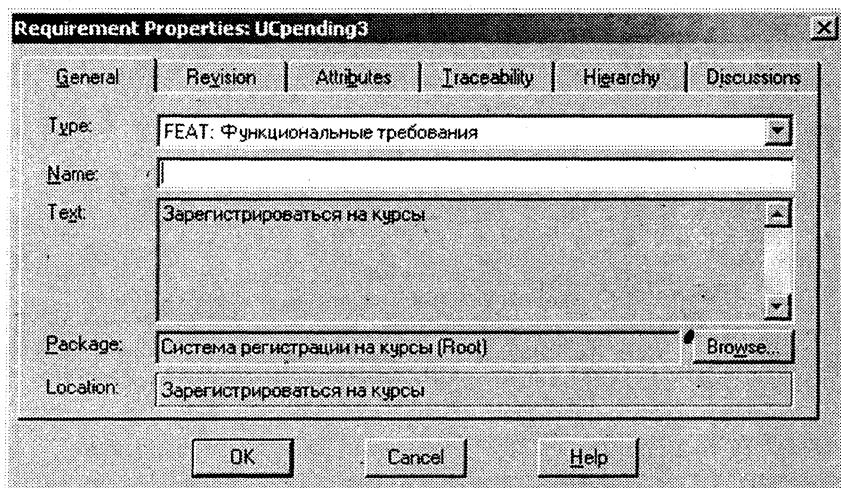 Requirement Properties: UCpending3
General Revision Attributes Traceability Hierarchy Discussions
Type: FEAT: Функциональные требования
Name:
Text: Зарегистрироваться на курсы
Package: Система регистрации на курсы (Root) Browse...
Location: Зарегистрироваться на курсы
OK Cancel Help